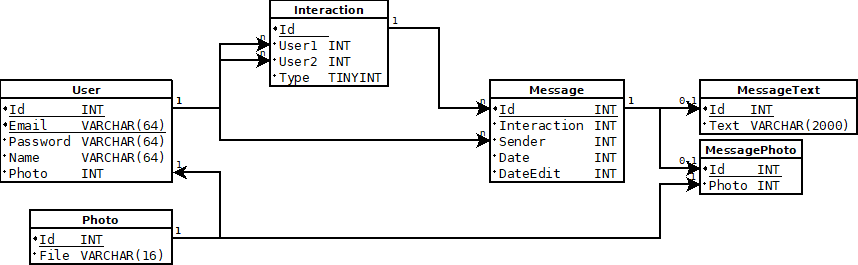 Interaction
Id
User1 INT
User2 INT
Type TINYINT
1
n
n
User
Id INT
Email VARCHAR(64)
Password VARCHAR(64)
Name VARCHAR(64)
Photo INT
1
1
Message
Id INT
Interaction INT
Sender INT
Date INT
DateEdit INT
n
n
1
MessageText
Id INT
Text VARCHAR(2000)
0-1
MessagePhoto
Id INT
Photo INT
0-1
1
Photo
Id INT
File VARCHAR(16)
1